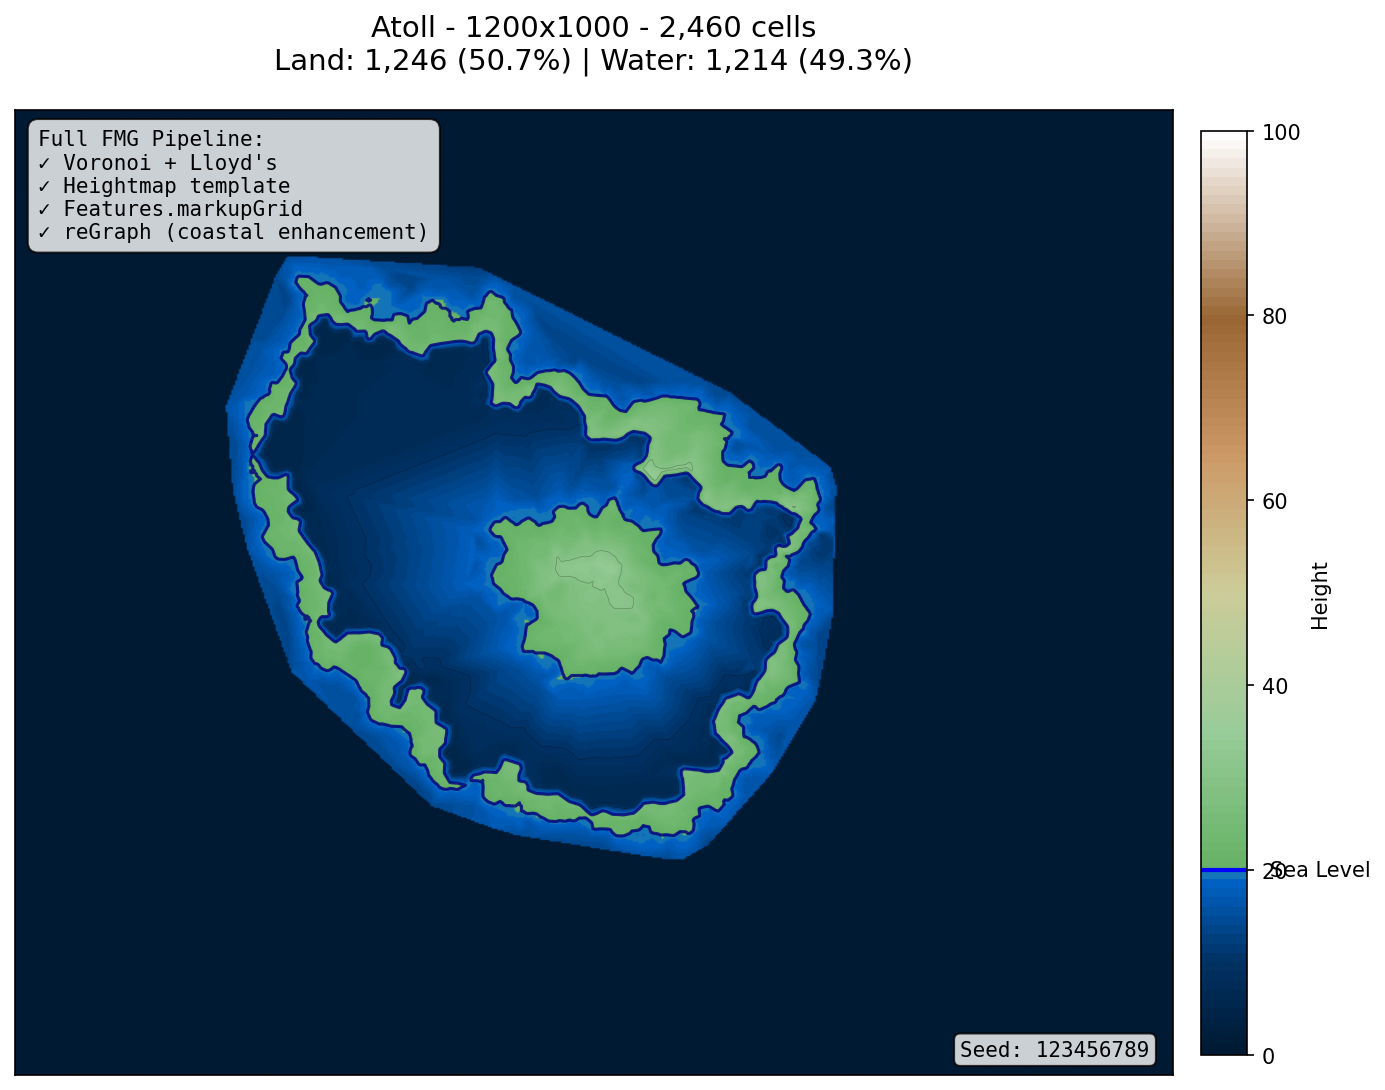 Atoll - 1200x1000 - 2,460 cells
Land: 1,246 (50.7%) | Water: 1,214 (49.3%)
Full FMG Pipeline:
✓ Voronoi + Lloyd's
✓ Heightmap template
✓ Features.markupGrid
✓ reGraph (coastal enhancement)
100
80
60
40
20
0
Sea Level
Height
Seed: 123456789